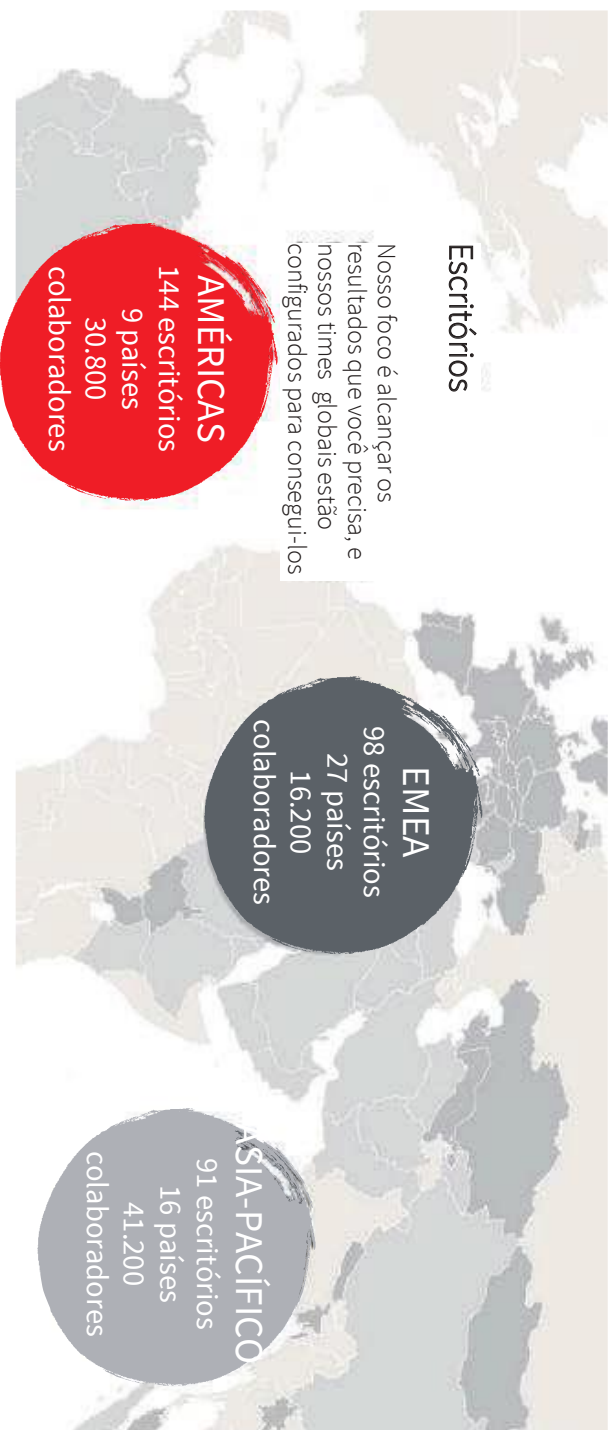 Escritórios
Nosso foco é alcançar os
resultados que você precisa, e
nossos times globais estão
configurados para consegui-los
AMÉRICAS
144 escritórios
9 países
30.800
colaboradores
EMEA
98 escritórios
27 países
16.200
colaboradores
ASIA-PACÍFICO
91 escritórios
16 países
41.200
colaboradores